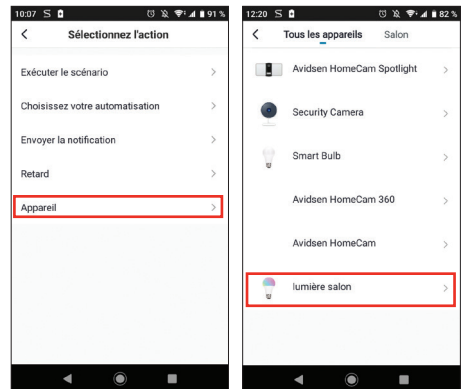 10:07 S 91 %
Sélectionnez l'action
Exécuter le scénario
Choisissez votre automatisation
Envoyer la notification
Retard
Appareil
12:20 S 82 %
Tous les appareils Salon
Avidsen HomeCam Spotlight
Security Camera
Smart Bulb
Avidsen HomeCam 360
Avidsen HomeCam
lumière salon